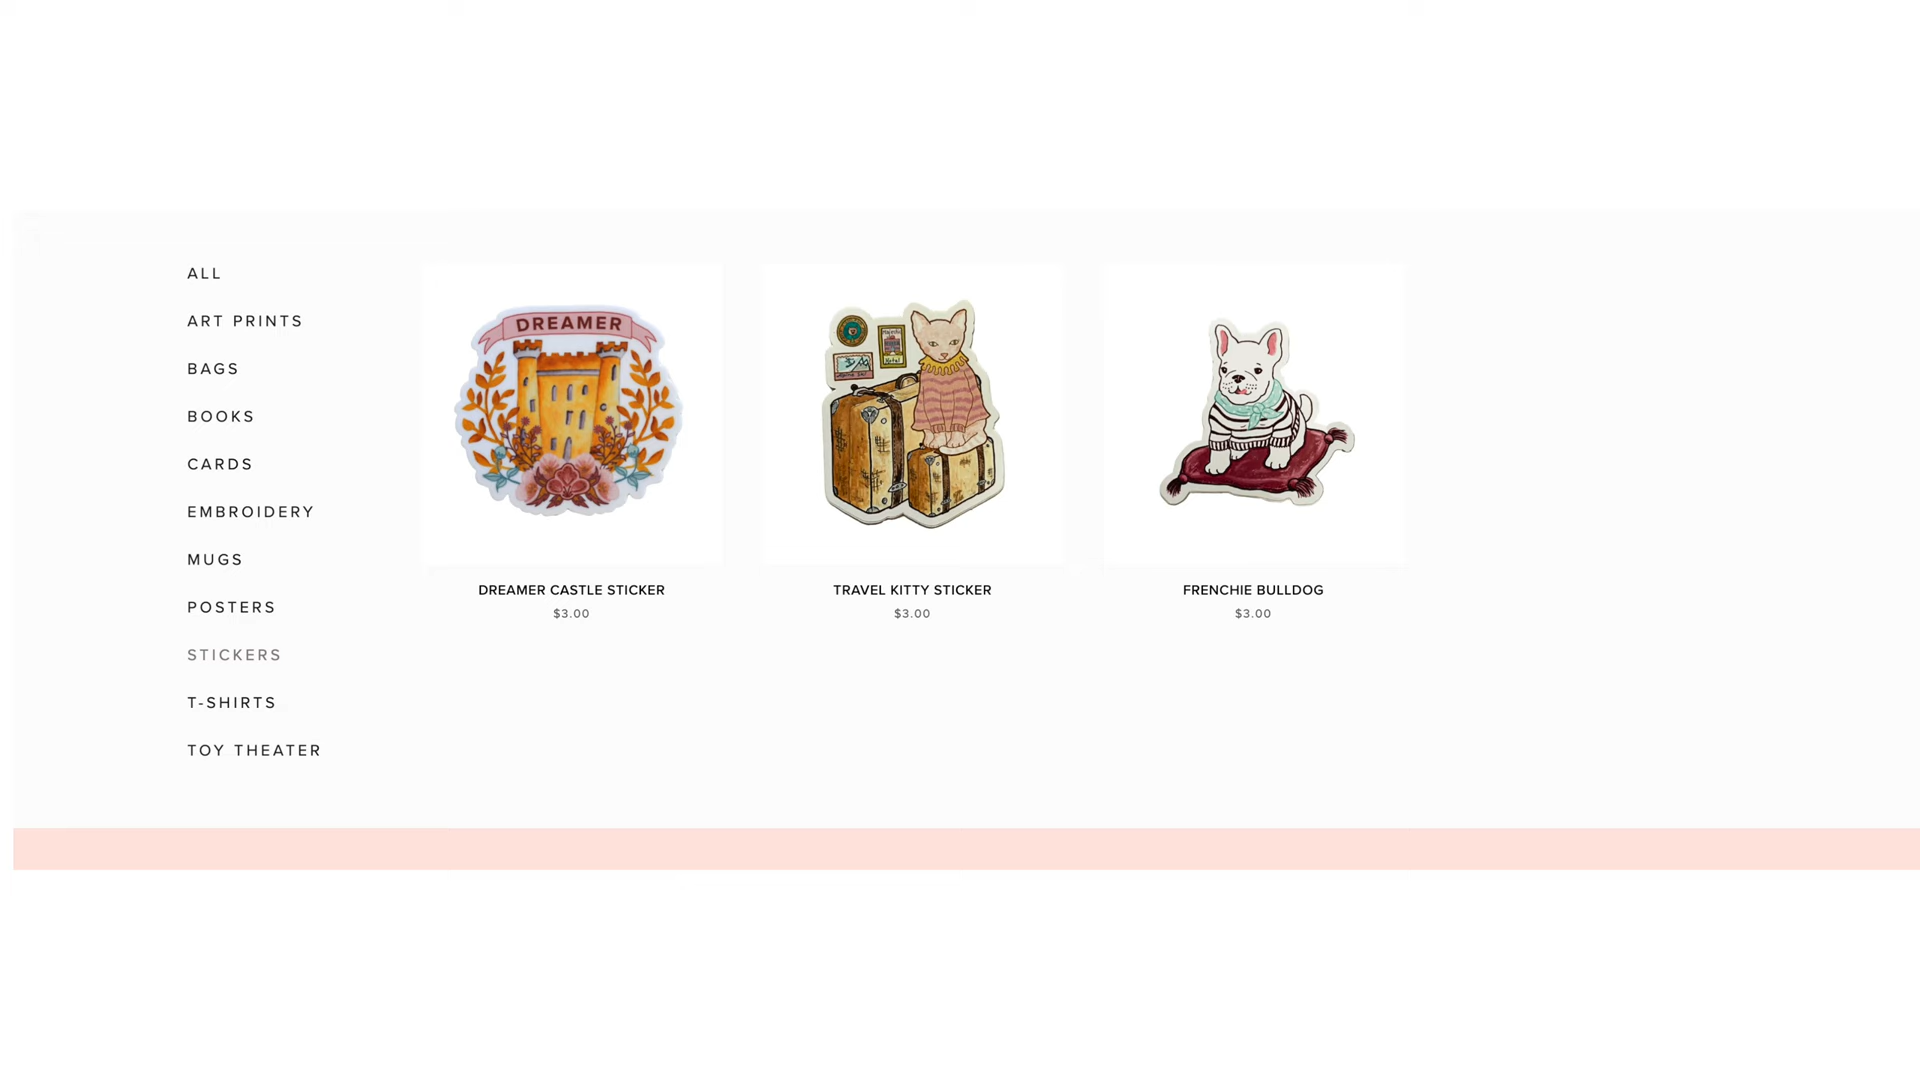 ALL
ART PRINTS
BAGS
BOOKS
CARDS
EMBROIDERY
MUGS
POSTERS
STICKERS
T-SHIRTS
TOY THEATER
DREAMER
DREAMER CASTLE STICKER
$3.00
Hotel
TRAVEL KITTY STICKER
$3.00
FRENCHIE BULLDOG
$3.00